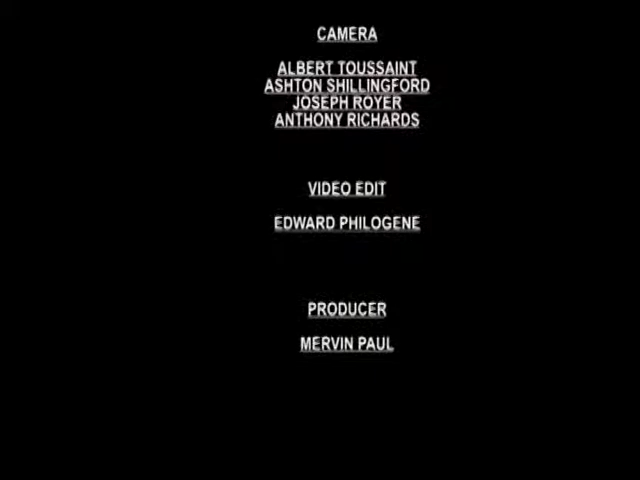 CAMERA
ALBERT TOUSSAINT
ASHTON SHILLINGFORD
JOSEPH ROYER
ANTHONY RICHARDS
VIDEO EDIT
EDWARD PHILOGENE
PRODUCER
MERVIN PAUL